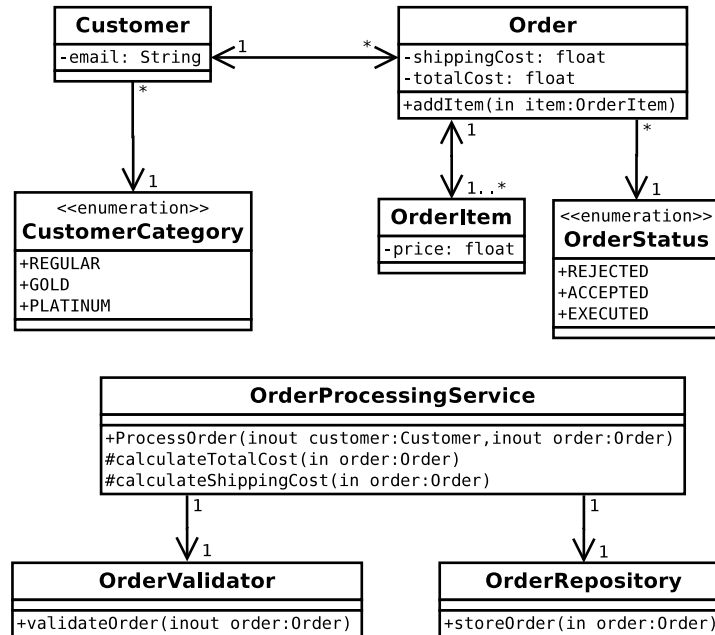 Customer
-email: String
1
*
Order
-shippingCost: float
-totalCost: float
+addItem(in item:OrderItem)
*
1
<<enumeration>>
CustomerCategory
+REGULAR
+GOLD
+PLATINUM
1
1..*
OrderItem
-price: float
*
1
<<enumeration>>
OrderStatus
+REJECTED
+ACCEPTED
+EXECUTED
OrderProcessingService
+ProcessOrder(inout customer:Customer,inout order:Order)
#calculateTotalCost(in order:Order)
#calculateShippingCost(in order:Order)
1
1
OrderValidator
+validateOrder(inout order:Order)
1
1
OrderRepository
+storeOrder(in order:Order)